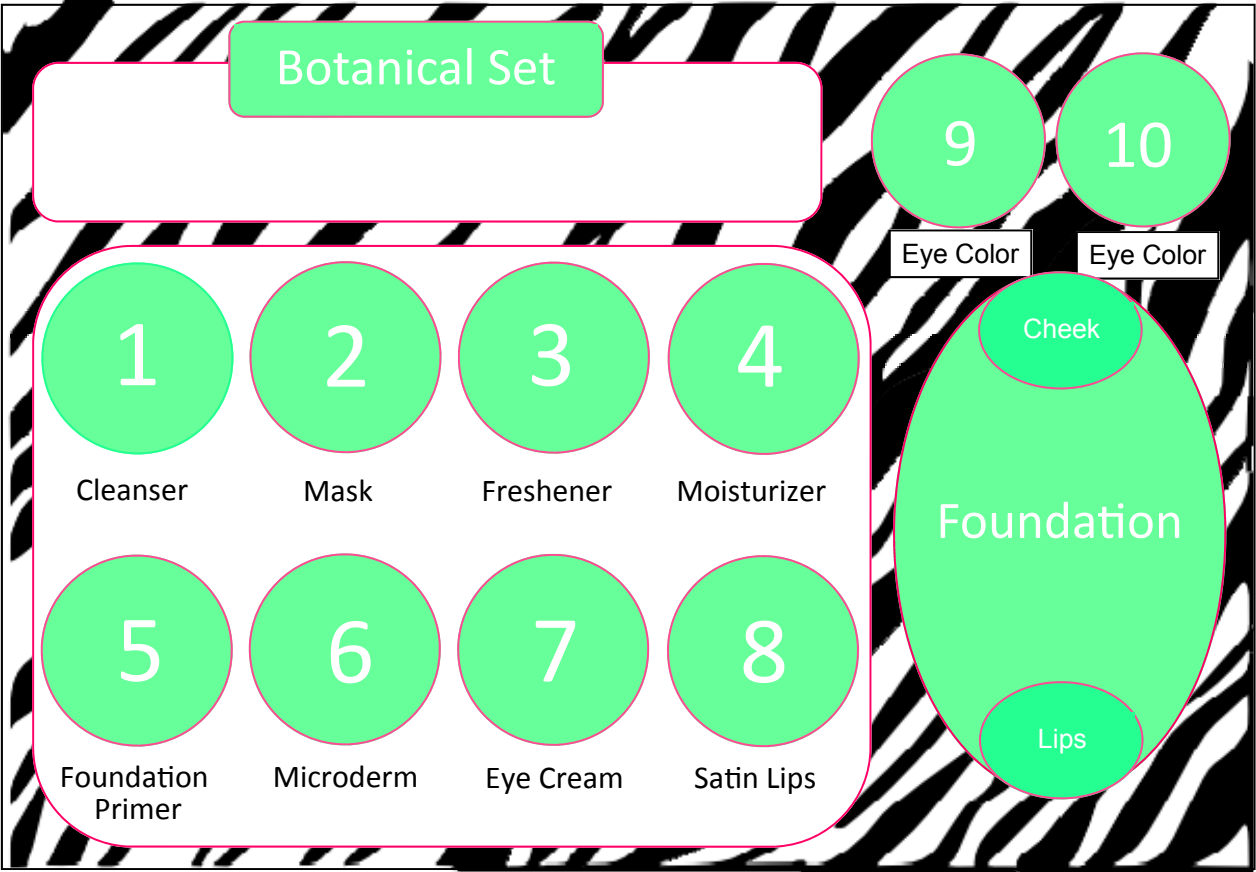 Botanical Set
9
10
Eye Color
Eye Color
1
2
3
4
Cleanser
Mask
Freshener
Moisturizer
5
6
7
8
Foundation
Primer
Microderm
Eye Cream
Satin Lips
Cheek
Foundation
Lips